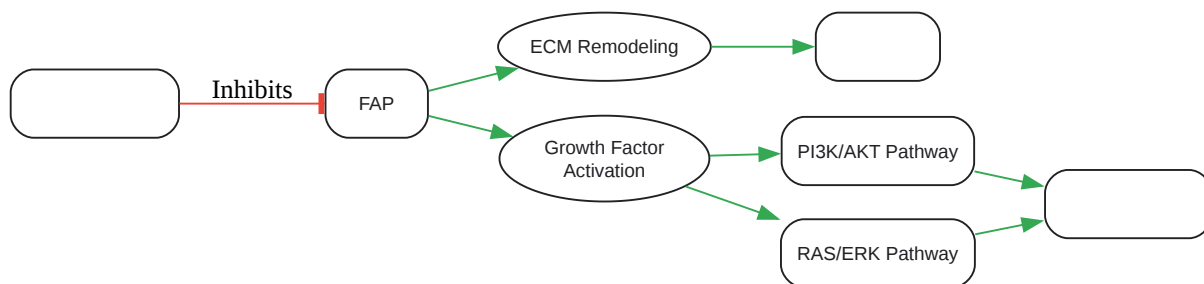 ECM Remodeling
Inhibits
FAP
Growth Factor
Activation
PI3K/AKT Pathway
RAS/ERK Pathway